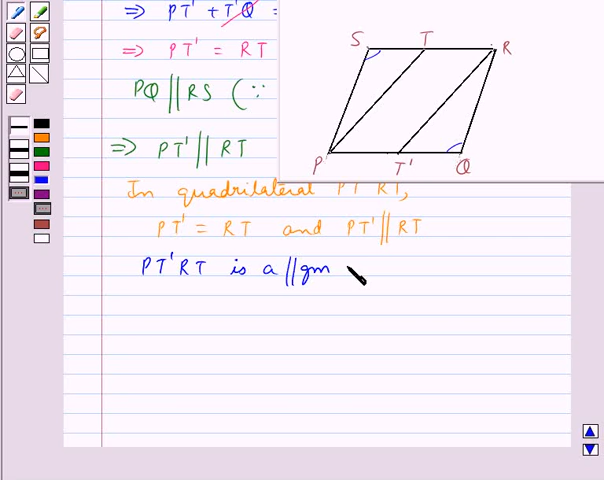 ⇒ PT' + T'Q =
⇒ PT' = RT
PQ || RS (∵
⇒ PT' || RT
In quadrilateral PT'RT,
PT' = RT and PT' || RT
PT'RT is a ||gm
S T R
P T' Q